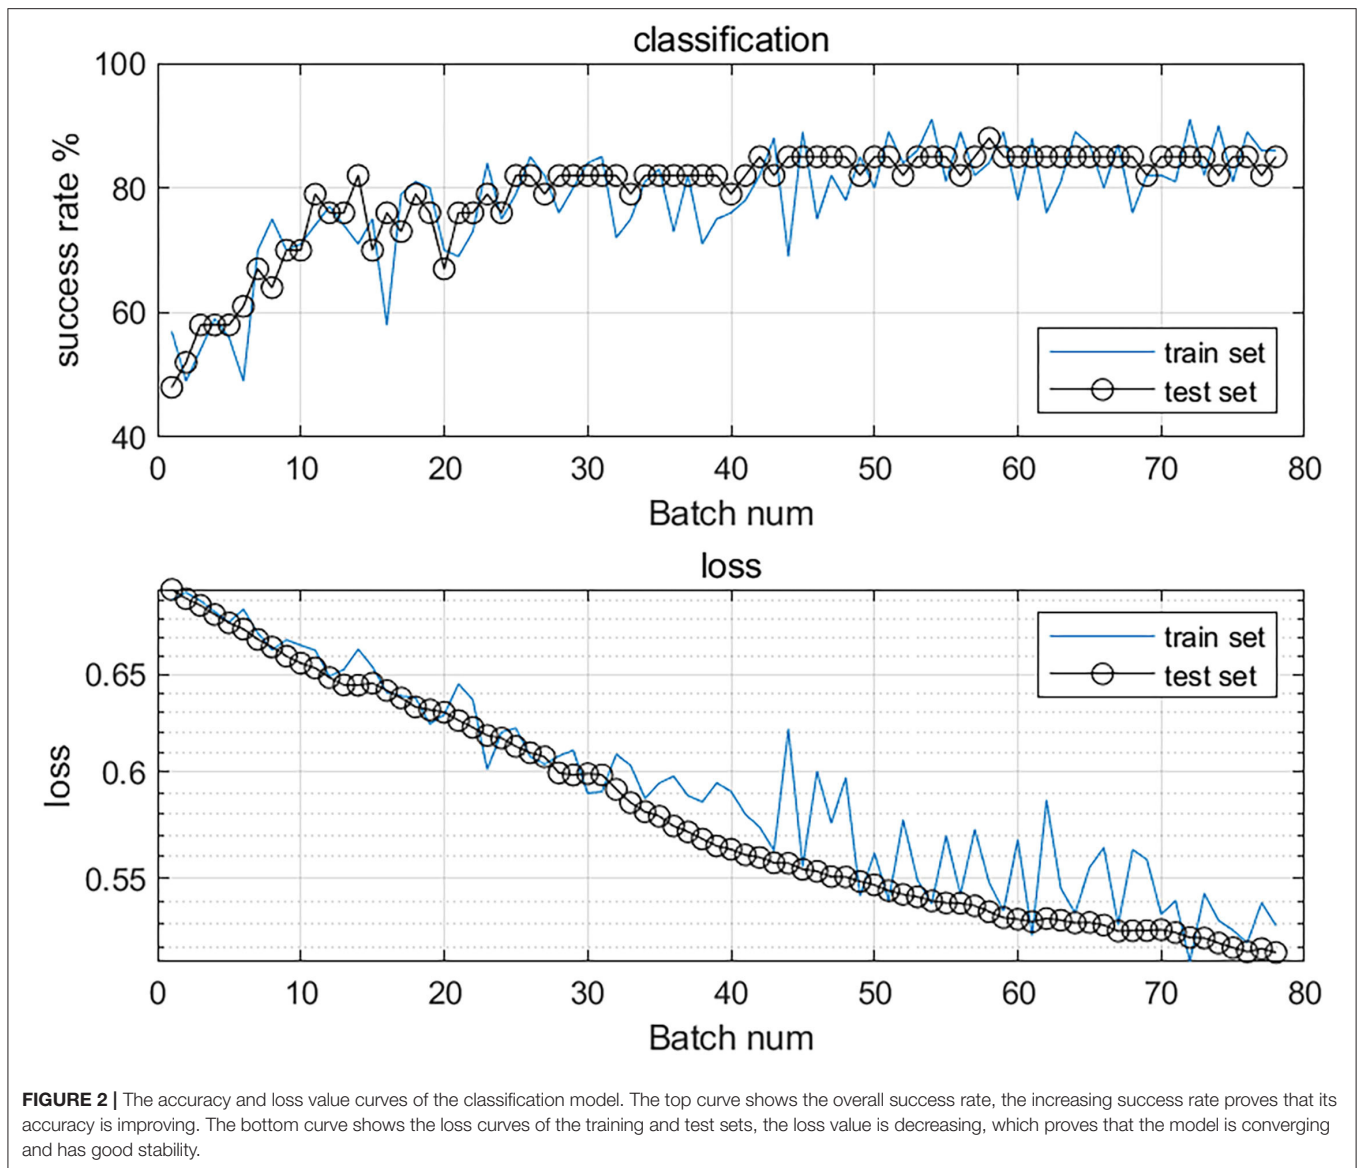 classification
100
80
60
40
success rate %
train set
test set
0 10 20 30 40 50 60 70 80
Batch num
loss
0.65
0.6
0.55
loss
train set
test set
0 10 20 30 40 50 60 70 80
Batch num
FIGURE 2 | The accuracy and loss value curves of the classification model. The top curve shows the overall success rate, the increasing success rate proves that its
accuracy is improving. The bottom curve shows the loss curves of the training and test sets, the loss value is decreasing, which proves that the model is converging
and has good stability.